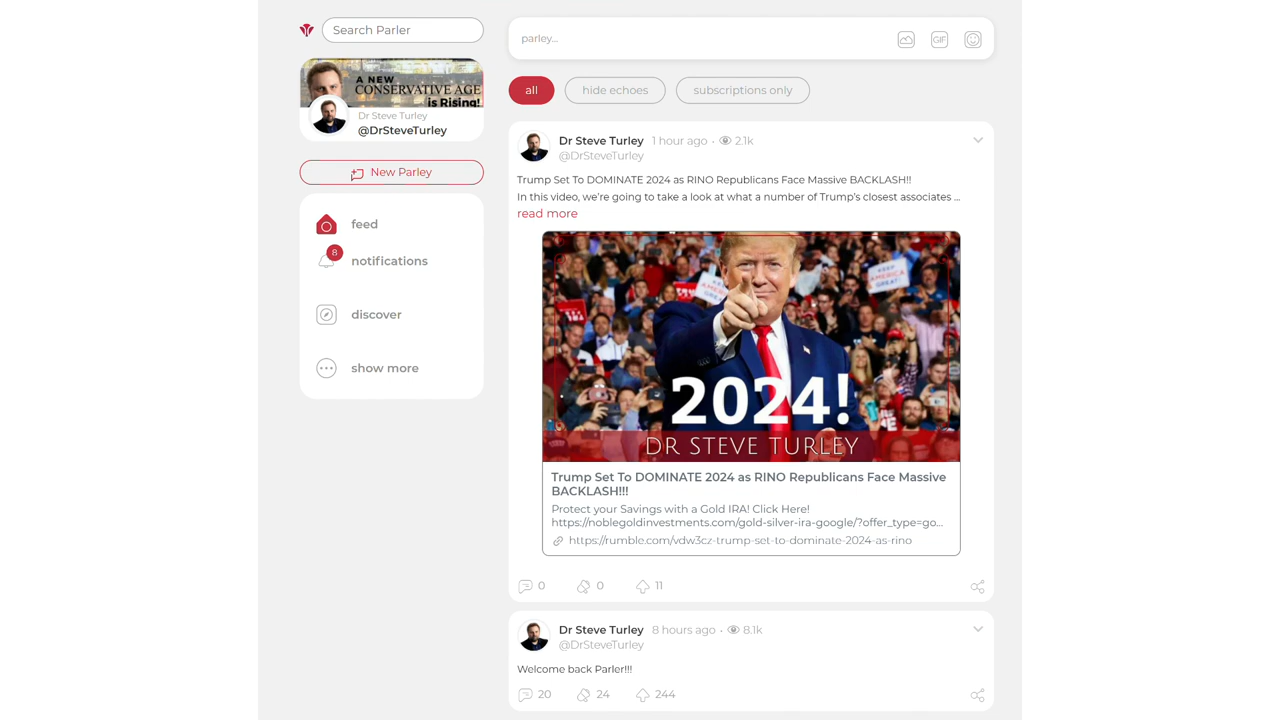 Search Parler
A NEW
CONSERVATIVE AGE
is Rising!
Dr Steve Turley
@DrSteveTurley
New Parley
feed
8
notifications
discover
show more
parley...
GIF
all
hide echoes
subscriptions only
Dr Steve Turley 1 hour ago • 2.1k
@DrSteveTurley
Trump Set To DOMINATE 2024 as RINO Republicans Face Massive BACKLASH!!
In this video, we’re going to take a look at what a number of Trump’s closest associates ...
read more
KEEP
AMERICA
GREAT!
2024!
DR STEVE TURLEY
Trump Set To DOMINATE 2024 as RINO Republicans Face Massive
BACKLASH!!!
Protect your Savings with a Gold IRA! Click Here!
https://noblegoldinvestments.com/gold-silver-ira-google/?offer_type=go...
https://rumble.com/vdw3cz-trump-set-to-dominate-2024-as-rino
0 0 11
Dr Steve Turley 8 hours ago • 8.1k
@DrSteveTurley
Welcome back Parler!!!
20 24 244